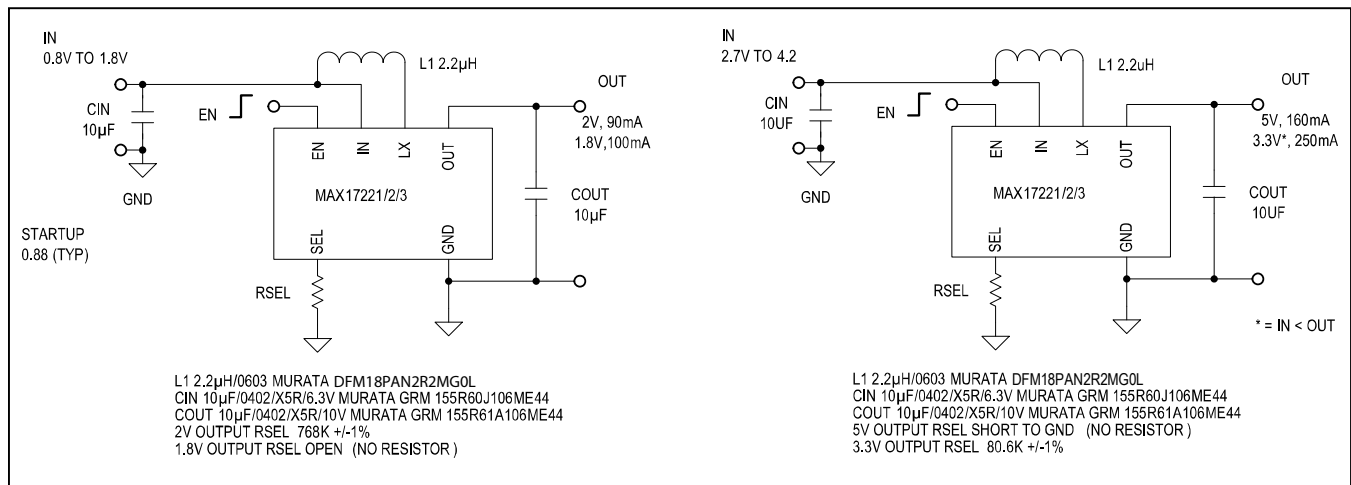 IN
0.8V TO 1.8V
L1 2.2µH
OUT
CIN
10µF
EN
2V, 90mA
1.8V,100mA
EN
IN
LX
OUT
MAX17221/2/3
COUT
10µF
GND
STARTUP
0.88 (TYP)
SEL
GND
RSEL
L1 2.2µH/0603 MURATA DFM18PAN2R2MG0L
CIN 10µF/0402/X5R/6.3V MURATA GRM 155R60J106ME44
COUT 10µF/0402/X5R/10V MURATA GRM 155R61A106ME44
2V OUTPUT RSEL 768K +/-1%
1.8V OUTPUT RSEL OPEN (NO RESISTOR )
IN
2.7V TO 4.2
L1 2.2uH
OUT
CIN
10UF
EN
5V, 160mA
3.3V*, 250mA
EN
IN
LX
OUT
MAX17221/2/3
COUT
10UF
GND
SEL
GND
RSEL
* = IN < OUT
L1 2.2µH/0603 MURATA DFM18PAN2R2MG0L
CIN 10µF/0402/X5R/6.3V MURATA GRM 155R60J106ME44
COUT 10µF/0402/X5R/10V MURATA GRM 155R61A106ME44
5V OUTPUT RSEL SHORT TO GND (NO RESISTOR )
3.3V OUTPUT RSEL 80.6K +/-1%